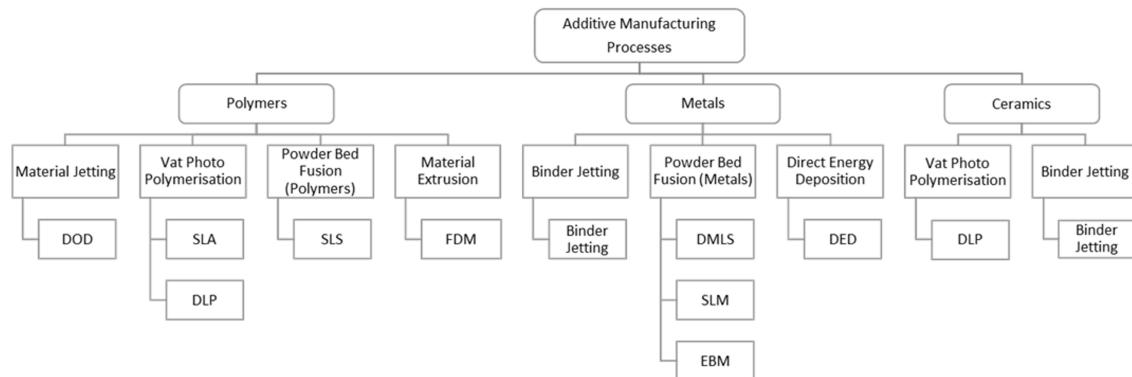 Additive Manufacturing
Processes
Polymers
Metals
Ceramics
Material Jetting
Vat Photo
Polymerisation
Powder Bed
Fusion
(Polymers)
Material
Extrusion
Binder Jetting
Powder Bed
Fusion (Metals)
Direct Energy
Deposition
Vat Photo
Polymerisation
Binder Jetting
DOD
SLA
SLS
FDM
Binder
Jetting
DMLS
DED
DLP
Binder
Jetting
DLP
SLM
EBM